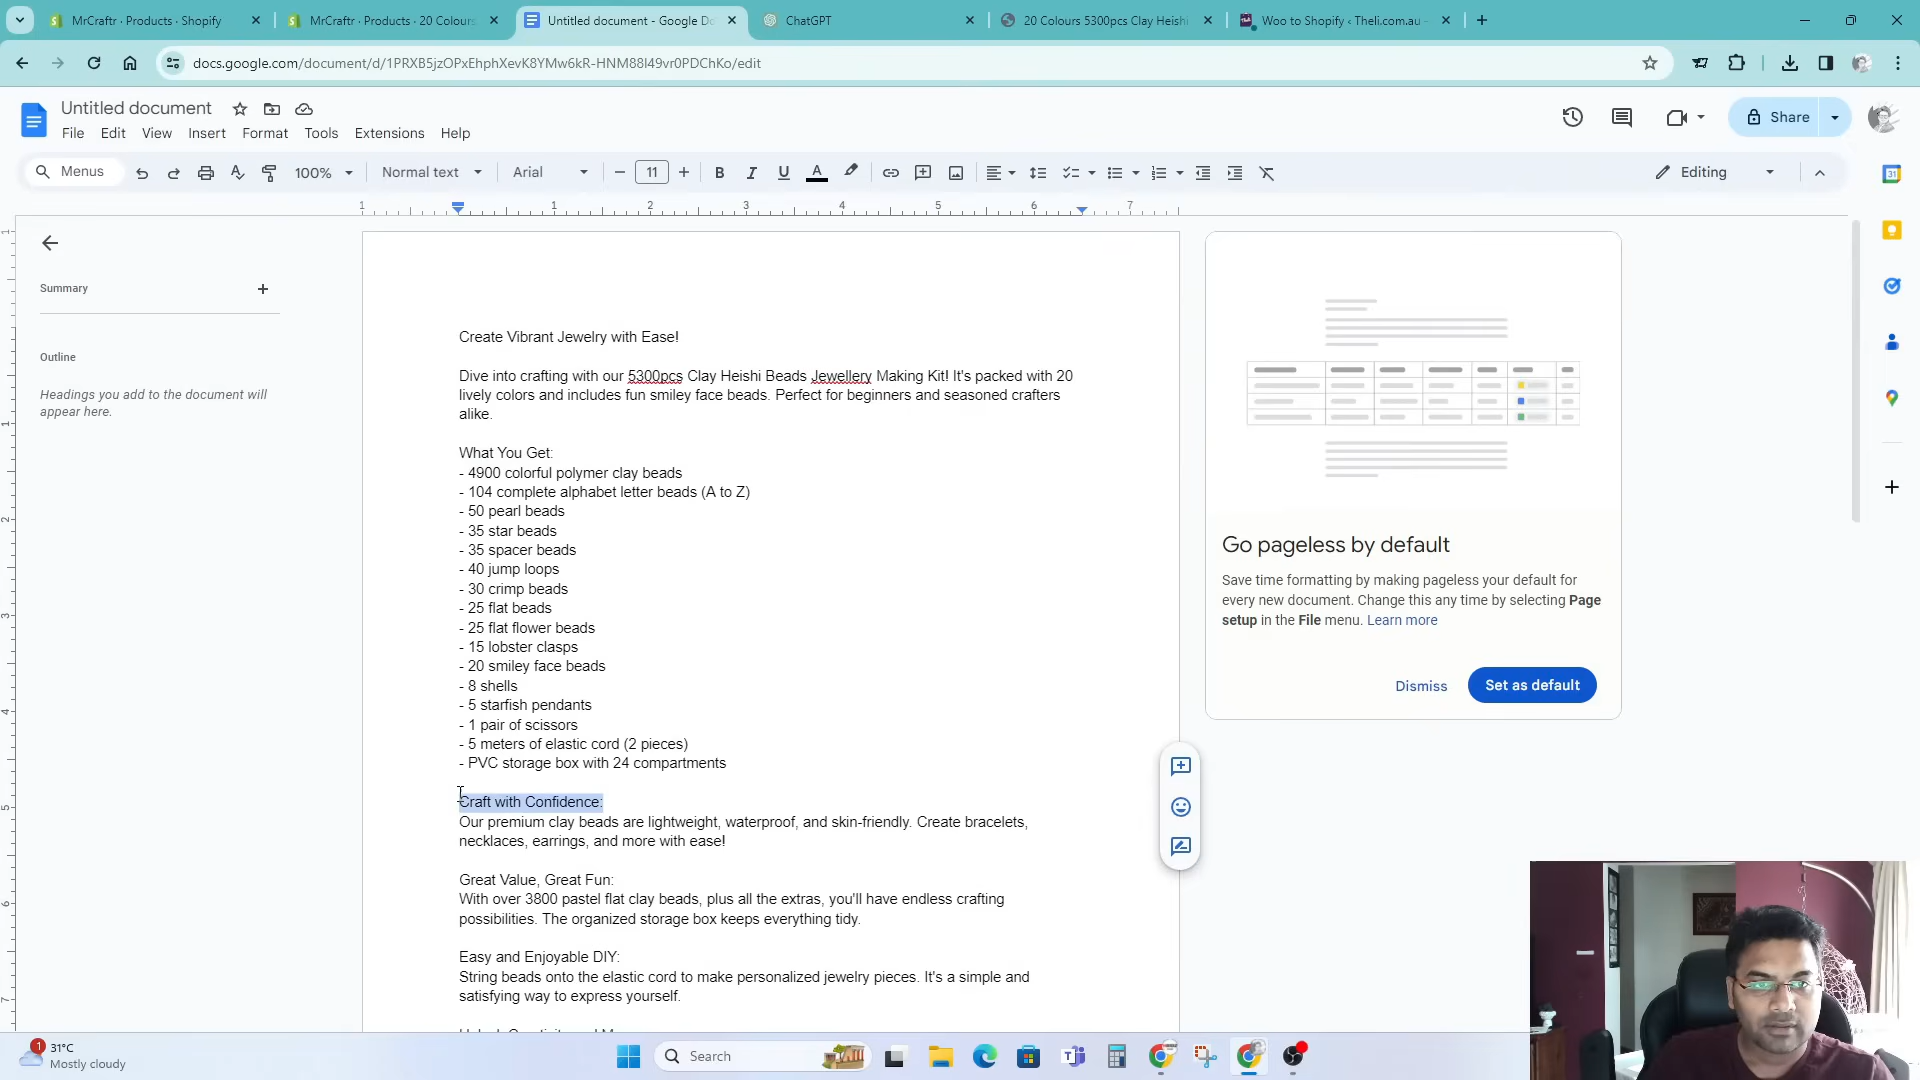 MrCraftr · Products · Shopify
MrCraftr · Products · 20 Colours
Untitled document - Google Do
ChatGPT
20 Colours 5300pcs Clay Heishi
Woo to Shopify ‹ Theli.com.au –
docs.google.com/document/d/1PRXB5jzOPxEhphXevK8YMw6kR-HNM88l49vr0PDChKo/edit
Untitled document
File Edit View Insert Format Tools Extensions Help
Share
Menus
100%
Normal text
Arial
11
Editing
1 1 2 3 4 5 6 7
Summary
Outline
Headings you add to the document will
appear here.
Create Vibrant Jewelry with Ease!
Dive into crafting with our 5300pcs Clay Heishi Beads Jewellery Making Kit! It's packed with 20
lively colors and includes fun smiley face beads. Perfect for beginners and seasoned crafters
alike.
What You Get:
- 4900 colorful polymer clay beads
- 104 complete alphabet letter beads (A to Z)
- 50 pearl beads
- 35 star beads
- 35 spacer beads
- 40 jump loops
- 30 crimp beads
- 25 flat beads
- 25 flat flower beads
- 15 lobster clasps
- 20 smiley face beads
- 8 shells
- 5 starfish pendants
- 1 pair of scissors
- 5 meters of elastic cord (2 pieces)
- PVC storage box with 24 compartments
Craft with Confidence:
Our premium clay beads are lightweight, waterproof, and skin-friendly. Create bracelets,
necklaces, earrings, and more with ease!
Great Value, Great Fun:
With over 3800 pastel flat clay beads, plus all the extras, you'll have endless crafting
possibilities. The organized storage box keeps everything tidy.
Easy and Enjoyable DIY:
String beads onto the elastic cord to make personalized jewelry pieces. It's a simple and
satisfying way to express yourself.
Go pageless by default
Save time formatting by making pageless your default for
every new document. Change this any time by selecting Page
setup in the File menu. Learn more
Dismiss
Set as default
31
1
31°C
Mostly cloudy
Search